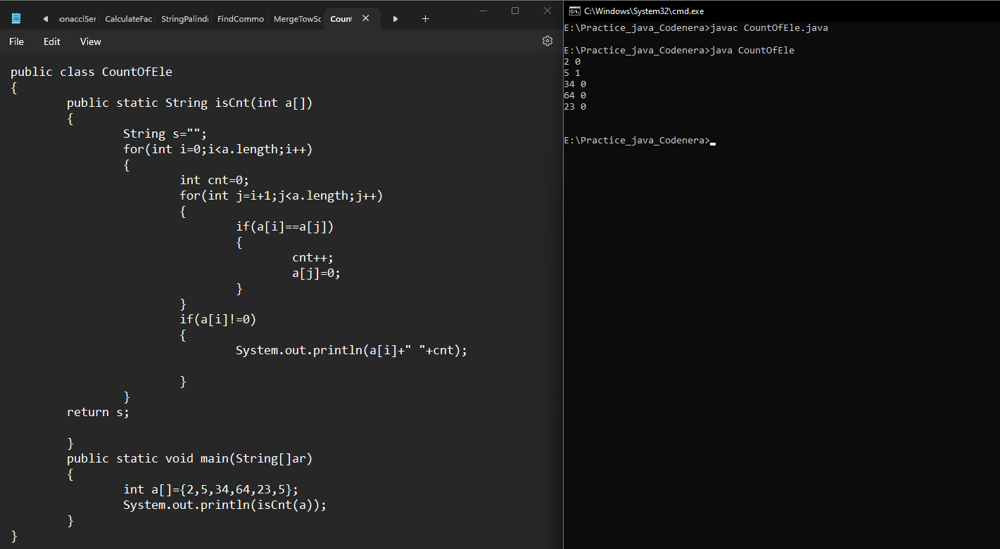 onacciSer CalculateFac StringPalindı FindCommo MergeTowSc Count
File Edit View
public class CountOfEle
{
public static String isCnt(int a[])
{
String s="";
for(int i=0;i<a.length;i++)
{
int cnt=0;
for(int j=i+1;j<a.length;j++)
{
if(a[i]==a[j])
{
cnt++;
a[j]=0;
}
}
if(a[i]!=0)
{
System.out.println(a[i]+" "+cnt);
}
}
return s;
}
public static void main(String[]ar)
{
int a[]={2,5,34,64,23,5};
System.out.println(isCnt(a));
}
}
C:\Windows\System32\cmd.exe
E:\Practice_java_Codenera>javac CountOfEle.java
E:\Practice_java_Codenera>java CountOfEle
2 0
5 1
34 0
64 0
23 0
E:\Practice_java_Codenera>